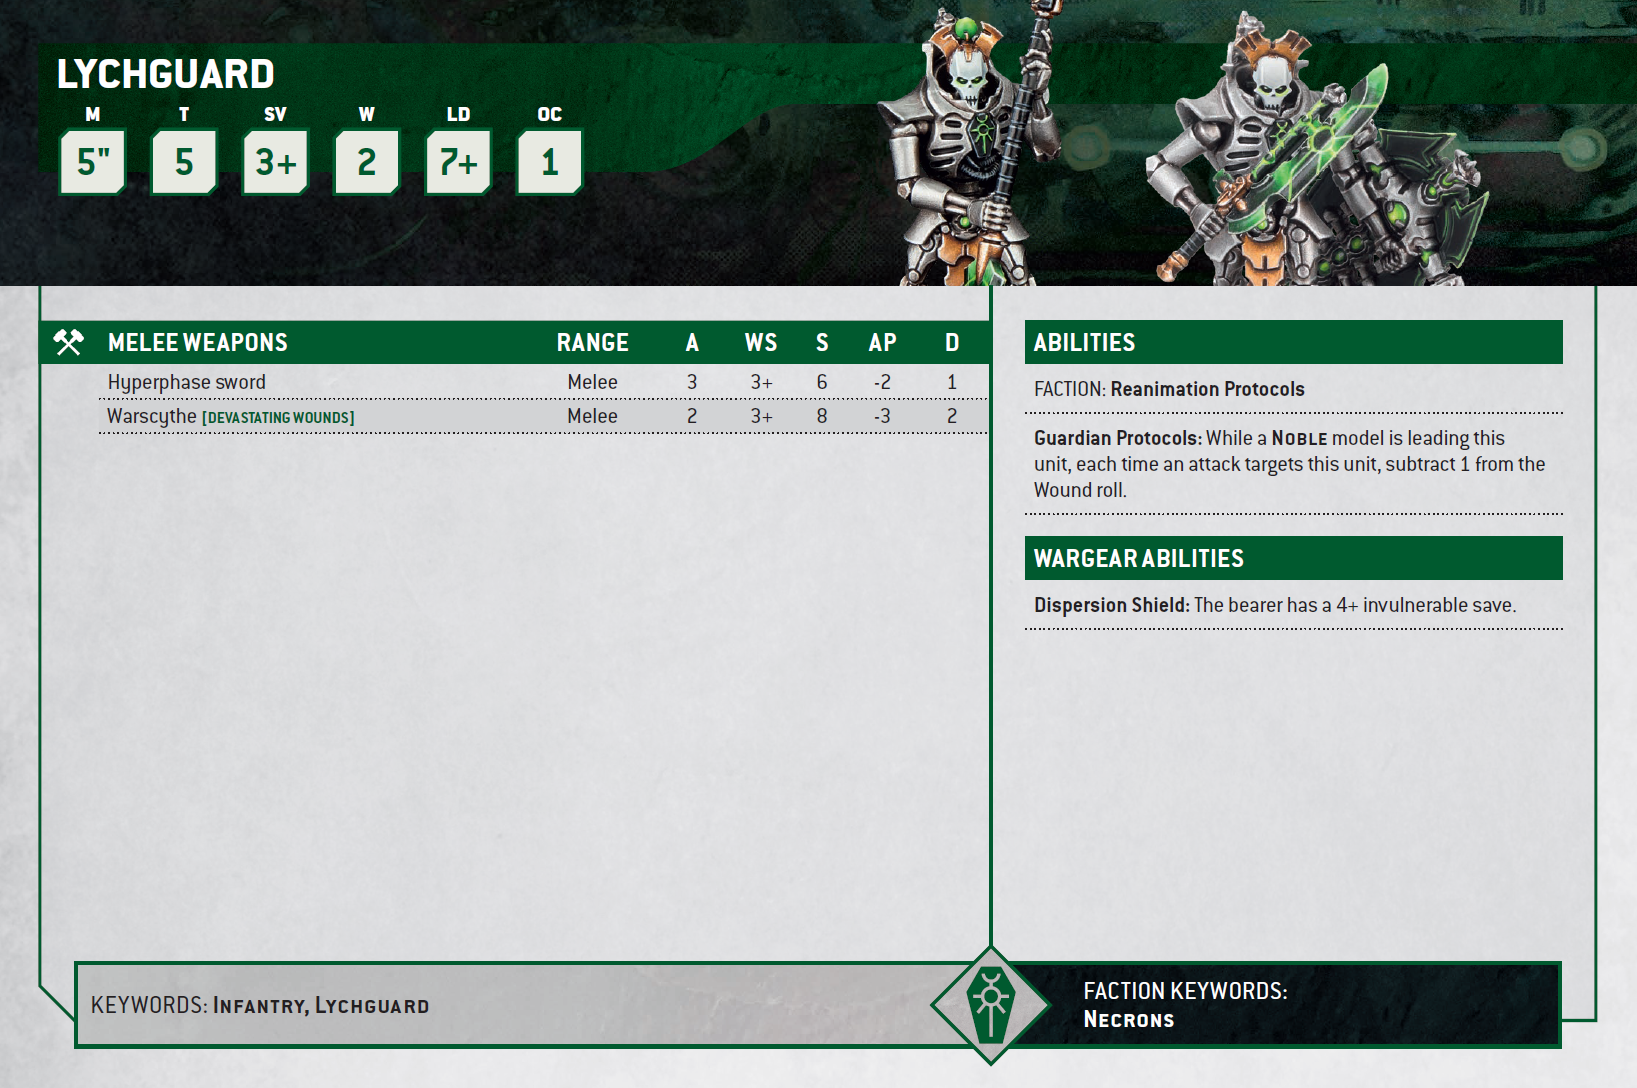 LYCHGUARD
M T SV W LD OC
5" 5 3+ 2 7+ 1
MELEE WEAPONS RANGE A WS S AP D
Hyperphase sword Melee 3 3+ 6 -2 1
Warscythe [DEVASTATING WOUNDS] Melee 2 3+ 8 -3 2
ABILITIES
FACTION: Reanimation Protocols
Guardian Protocols: While a NOBLE model is leading this
unit, each time an attack targets this unit, subtract 1 from the
Wound roll.
WARGEAR ABILITIES
Dispersion Shield: The bearer has a 4+ invulnerable save.
KEYWORDS: INFANTRY, LYCHGUARD
FACTION KEYWORDS:
NECRONS